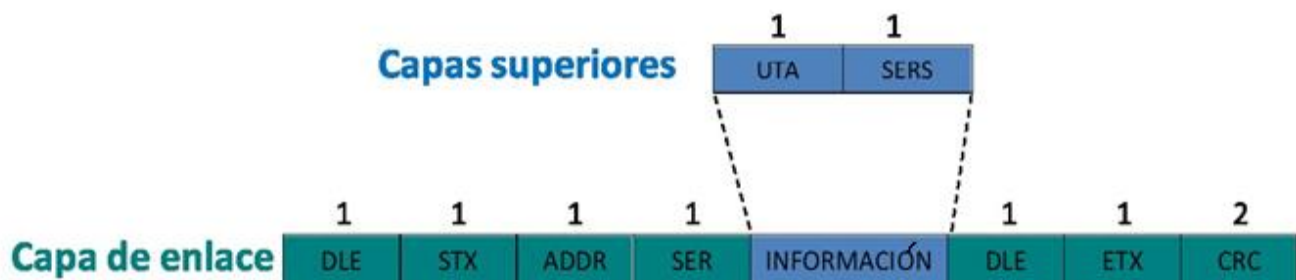 1 1
Capas superiores UTA SERS
1 1 1 1 1 1 2
Capa de enlace DLE STX ADDR SER INFORMACIÓN DLE ETX CRC